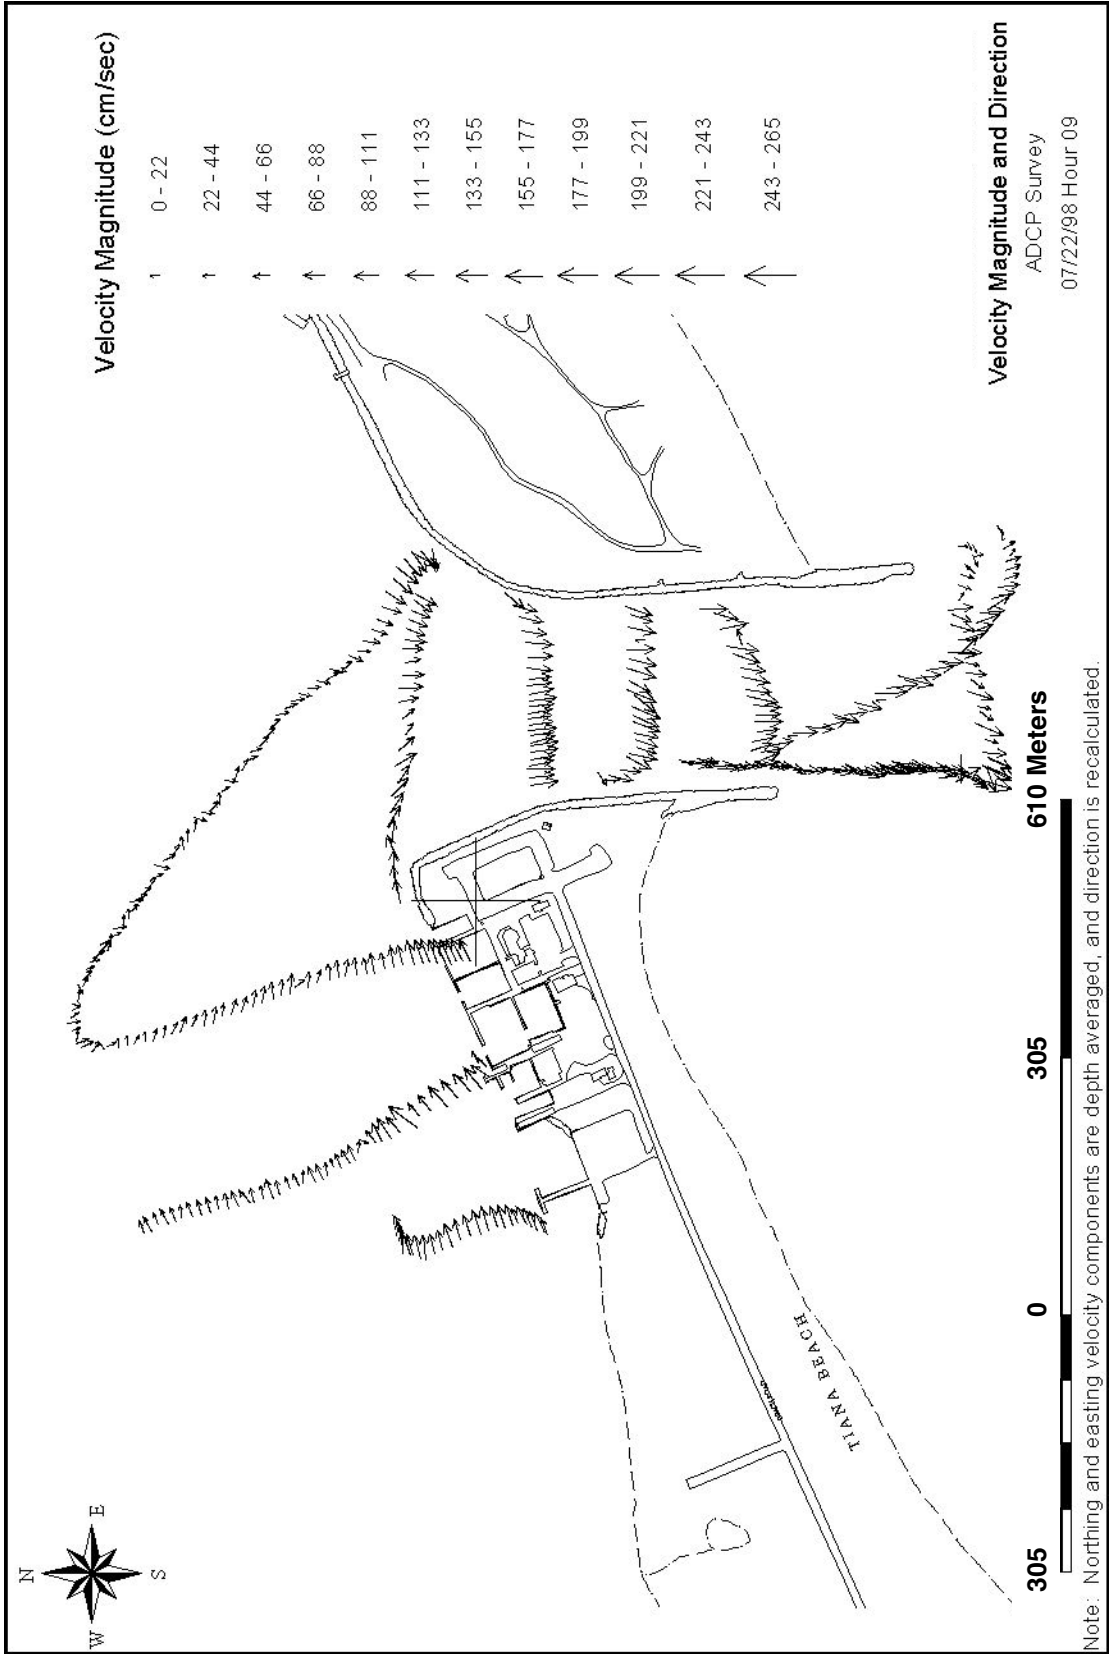 N
W E
S
Velocity Magnitude (cm/sec)
0 - 22
22 - 44
44 - 66
66 - 88
88 - 111
111 - 133
133 - 155
155 - 177
177 - 199
199 - 221
221 - 243
243 - 265
TIANA BEACH
Velocity Magnitude and Direction
ADCP Survey
07/22/98 Hour 09
305 0 305 610 Meters
Note: Northing and easting velocity components are depth averaged, and direction is recalculated.